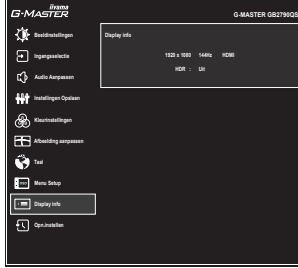 iiyama
G-MASTER
G-MASTER GB2790QS
Beeldinstellingen
Display info
Ingangsselectie
1920 x 1080 144Hz HDMI
HDR : Uit
Audio Aanpassen
Instellingen Opslaan
Kleurinstellingen
Afbeelding aanpassen
Taal
Menu Setup
Display info
Opn.instellen